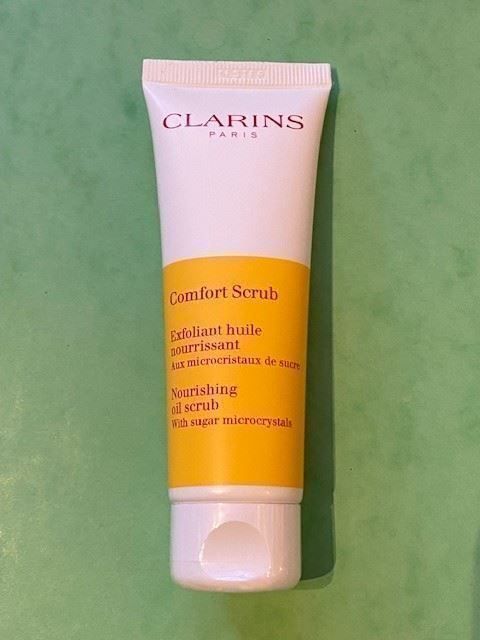 CLARINS
PARIS
Comfort Scrub
Exfoliant huile
nourrissant
Aux microcristaux de sucre
Nourishing
oil scrub
With sugar microcrystals